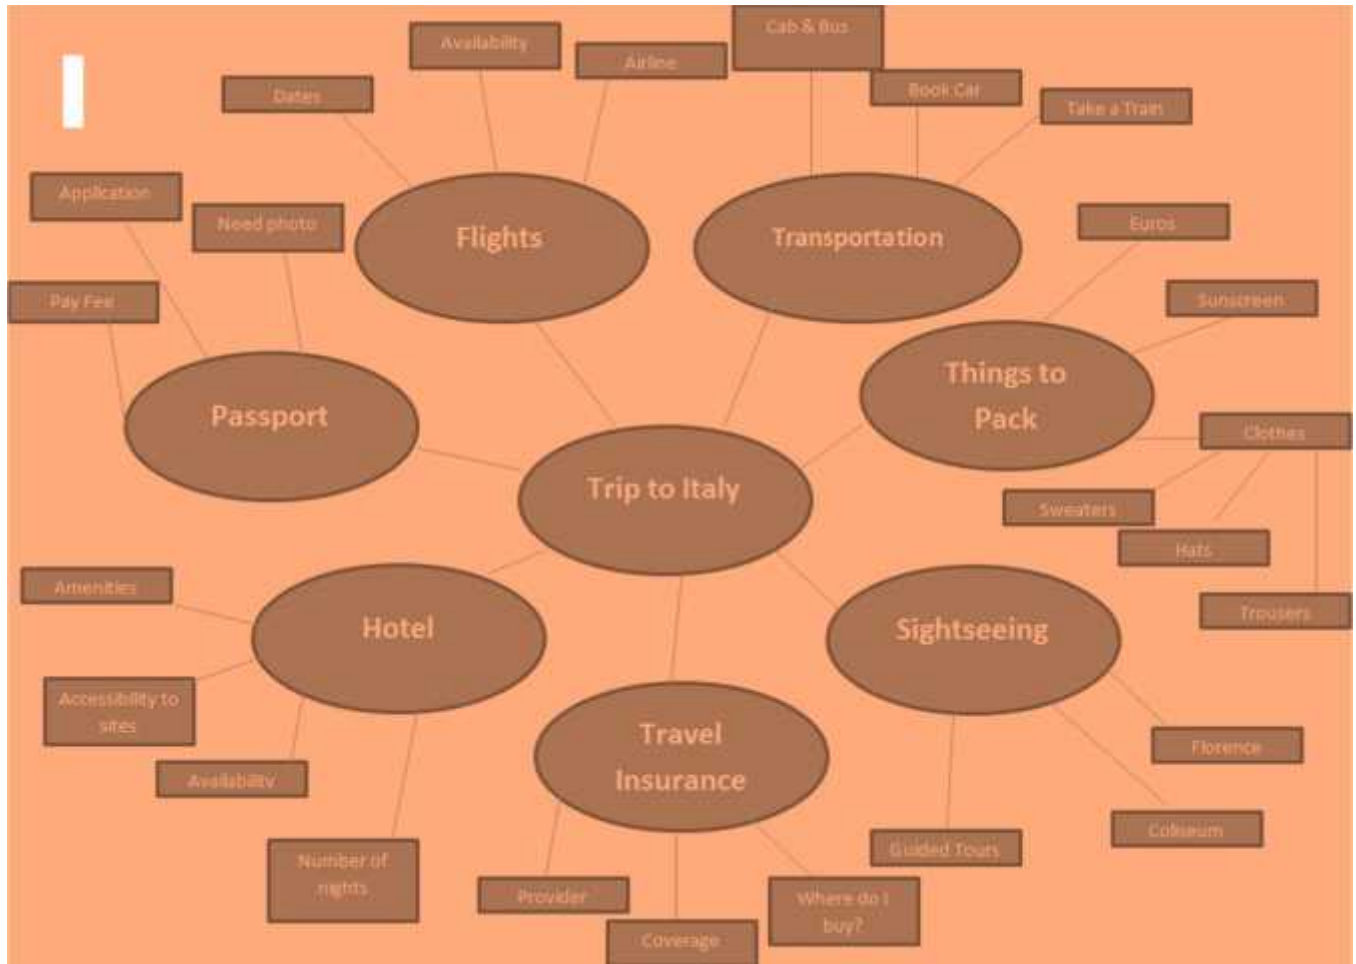 Cab & Bus
Availability
Airline
Book Car
Dates
Take a Train
Application
Need photo
Flights
Transportation
Euros
Pay Fee
Sunscreen
Passport
Things to
Pack
Clothes
Trip to Italy
Sweaters
Hats
Amenities
Hotel
Sightseeing
Trousers
Accessibility to
sites
Availability
Travel
Insurance
Florence
Coliseum
Guided Tours
Number of
nights
Provider
Where do I
buy?
Coverage